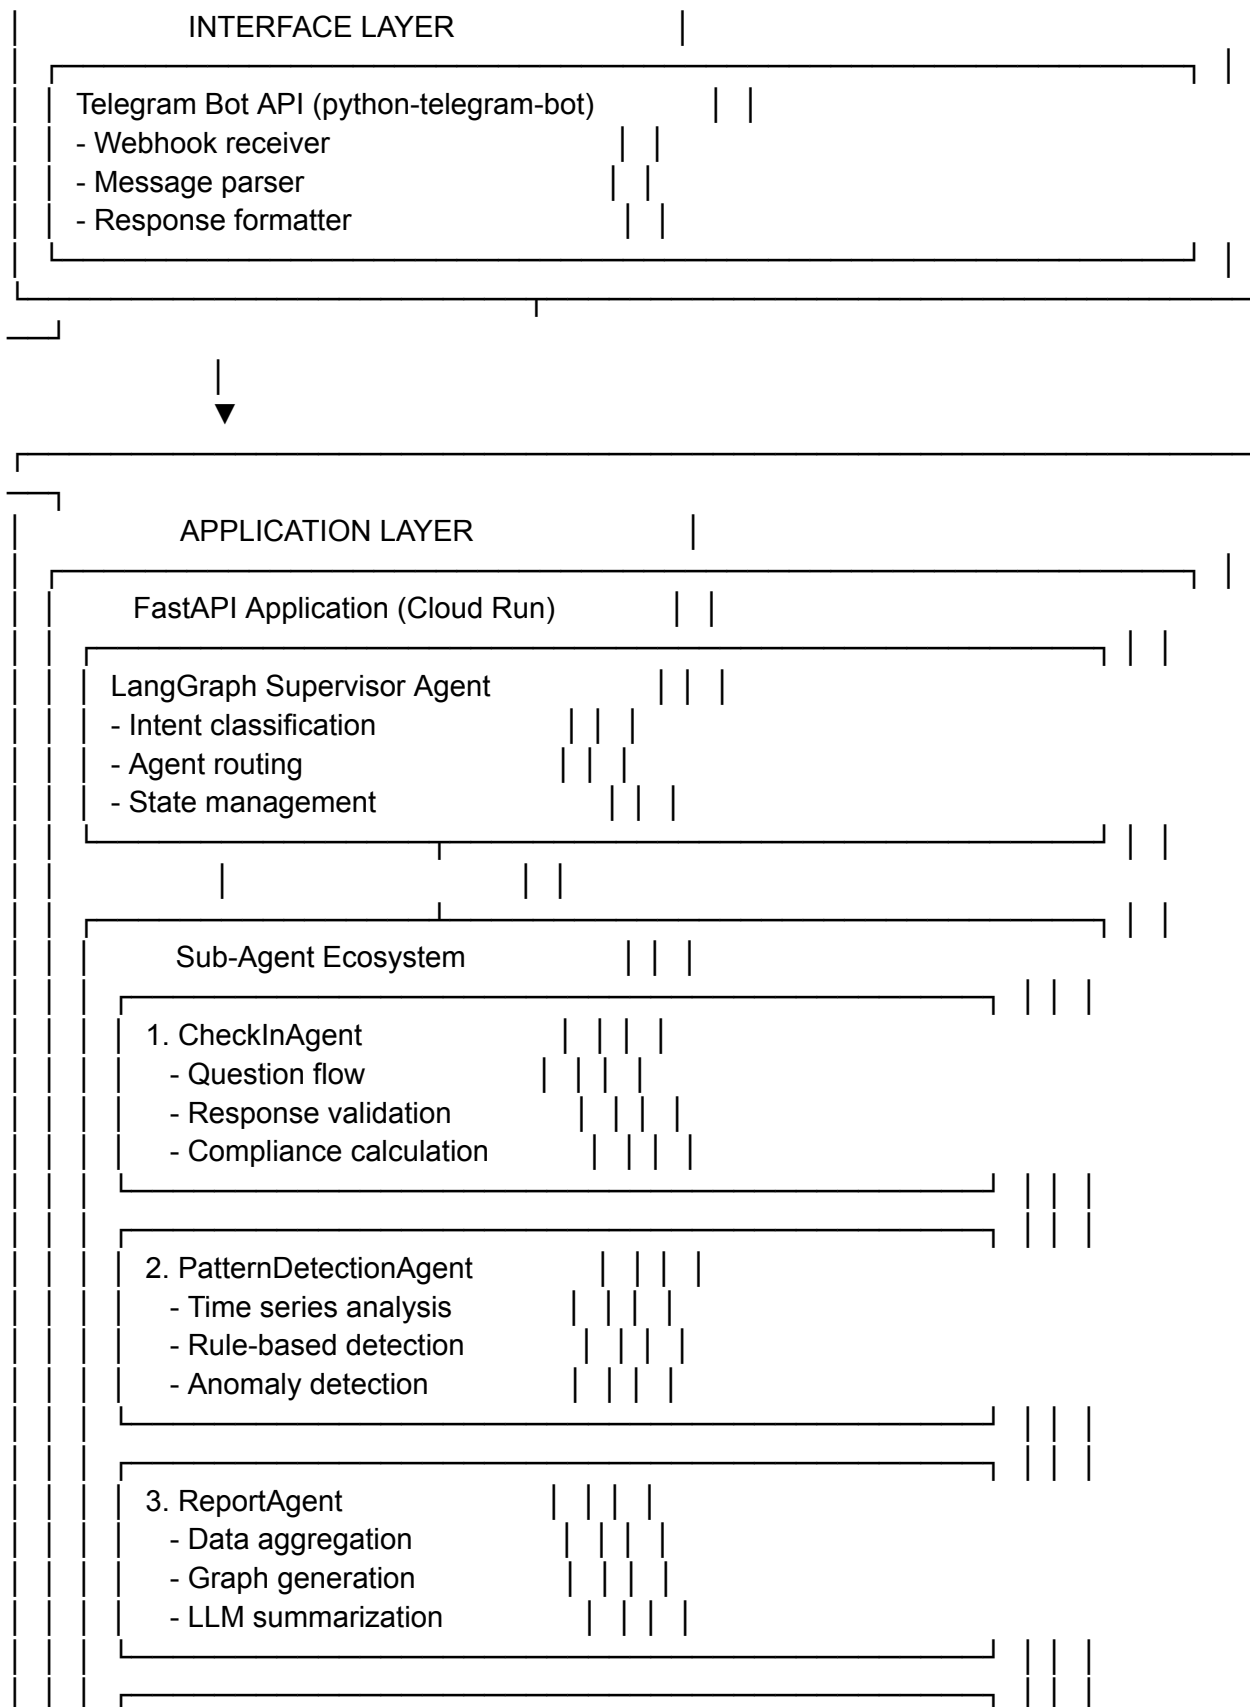 INTERFACE LAYER
Telegram Bot API (python-telegram-bot)
- Webhook receiver
- Message parser
- Response formatter
▼
APPLICATION LAYER
FastAPI Application (Cloud Run)
LangGraph Supervisor Agent
- Intent classification
- Agent routing
- State management
Sub-Agent Ecosystem
1. CheckInAgent
- Question flow
- Response validation
- Compliance calculation
2. PatternDetectionAgent
- Time series analysis
- Rule-based detection
- Anomaly detection
3. ReportAgent
- Data aggregation
- Graph generation
- LLM summarization